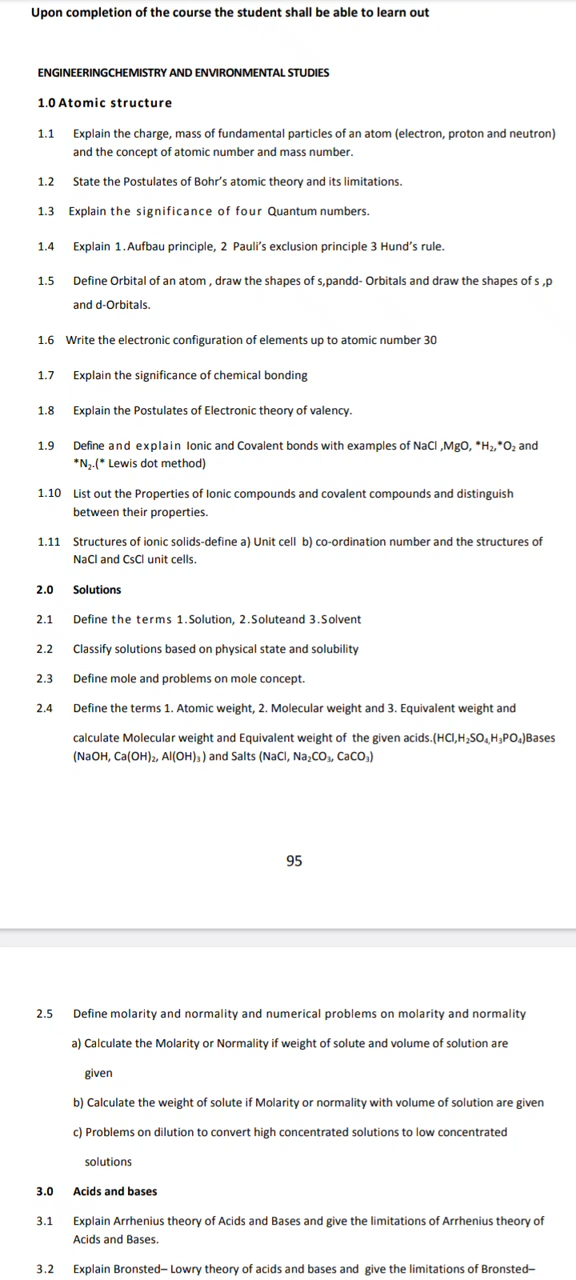 Upon completion of the course the student shall be able to learn out
ENGINEERINGCHEMISTRY AND ENVIRONMENTAL STUDIES
1.0 Atomic structure
1.1 Explain the charge, mass of fundamental particles of an atom (electron, proton and neutron)
and the concept of atomic number and mass number.
1.2 State the Postulates of Bohr's atomic theory and its limitations.
1.3 Explain the significance of four Quantum numbers.
1.4 Explain 1.Aufbau principle, 2 Pauli's exclusion principle 3 Hund's rule.
1.5 Define Orbital of an atom , draw the shapes of s,pandd- Orbitals and draw the shapes of s ,p
and d-Orbitals.
1.6 Write the electronic configuration of elements up to atomic number 30
1.7 Explain the significance of chemical bonding
1.8 Explain the Postulates of Electronic theory of valency.
1.9 Define and explain Ionic and Covalent bonds with examples of NaCl ,MgO, *H₂,*O₂ and
*N₂.(* Lewis dot method)
1.10 List out the Properties of Ionic compounds and covalent compounds and distinguish
between their properties.
1.11 Structures of ionic solids-define a) Unit cell b) co-ordination number and the structures of
NaCl and CsCl unit cells.
2.0 Solutions
2.1 Define the terms 1.Solution, 2.Soluteand 3.Solvent
2.2 Classify solutions based on physical state and solubility
2.3 Define mole and problems on mole concept.
2.4 Define the terms 1. Atomic weight, 2. Molecular weight and 3. Equivalent weight and
calculate Molecular weight and Equivalent weight of the given acids.(HCl,H₂SO₄,H₃PO₄)Bases
(NaOH, Ca(OH)₂, Al(OH)₃) and Salts (NaCl, Na₂CO₃, CaCO₃)
95
2.5 Define molarity and normality and numerical problems on molarity and normality
a) Calculate the Molarity or Normality if weight of solute and volume of solution are
given
b) Calculate the weight of solute if Molarity or normality with volume of solution are given
c) Problems on dilution to convert high concentrated solutions to low concentrated
solutions
3.0 Acids and bases
3.1 Explain Arrhenius theory of Acids and Bases and give the limitations of Arrhenius theory of
Acids and Bases.
3.2 Explain Bronsted– Lowry theory of acids and bases and give the limitations of Bronsted–